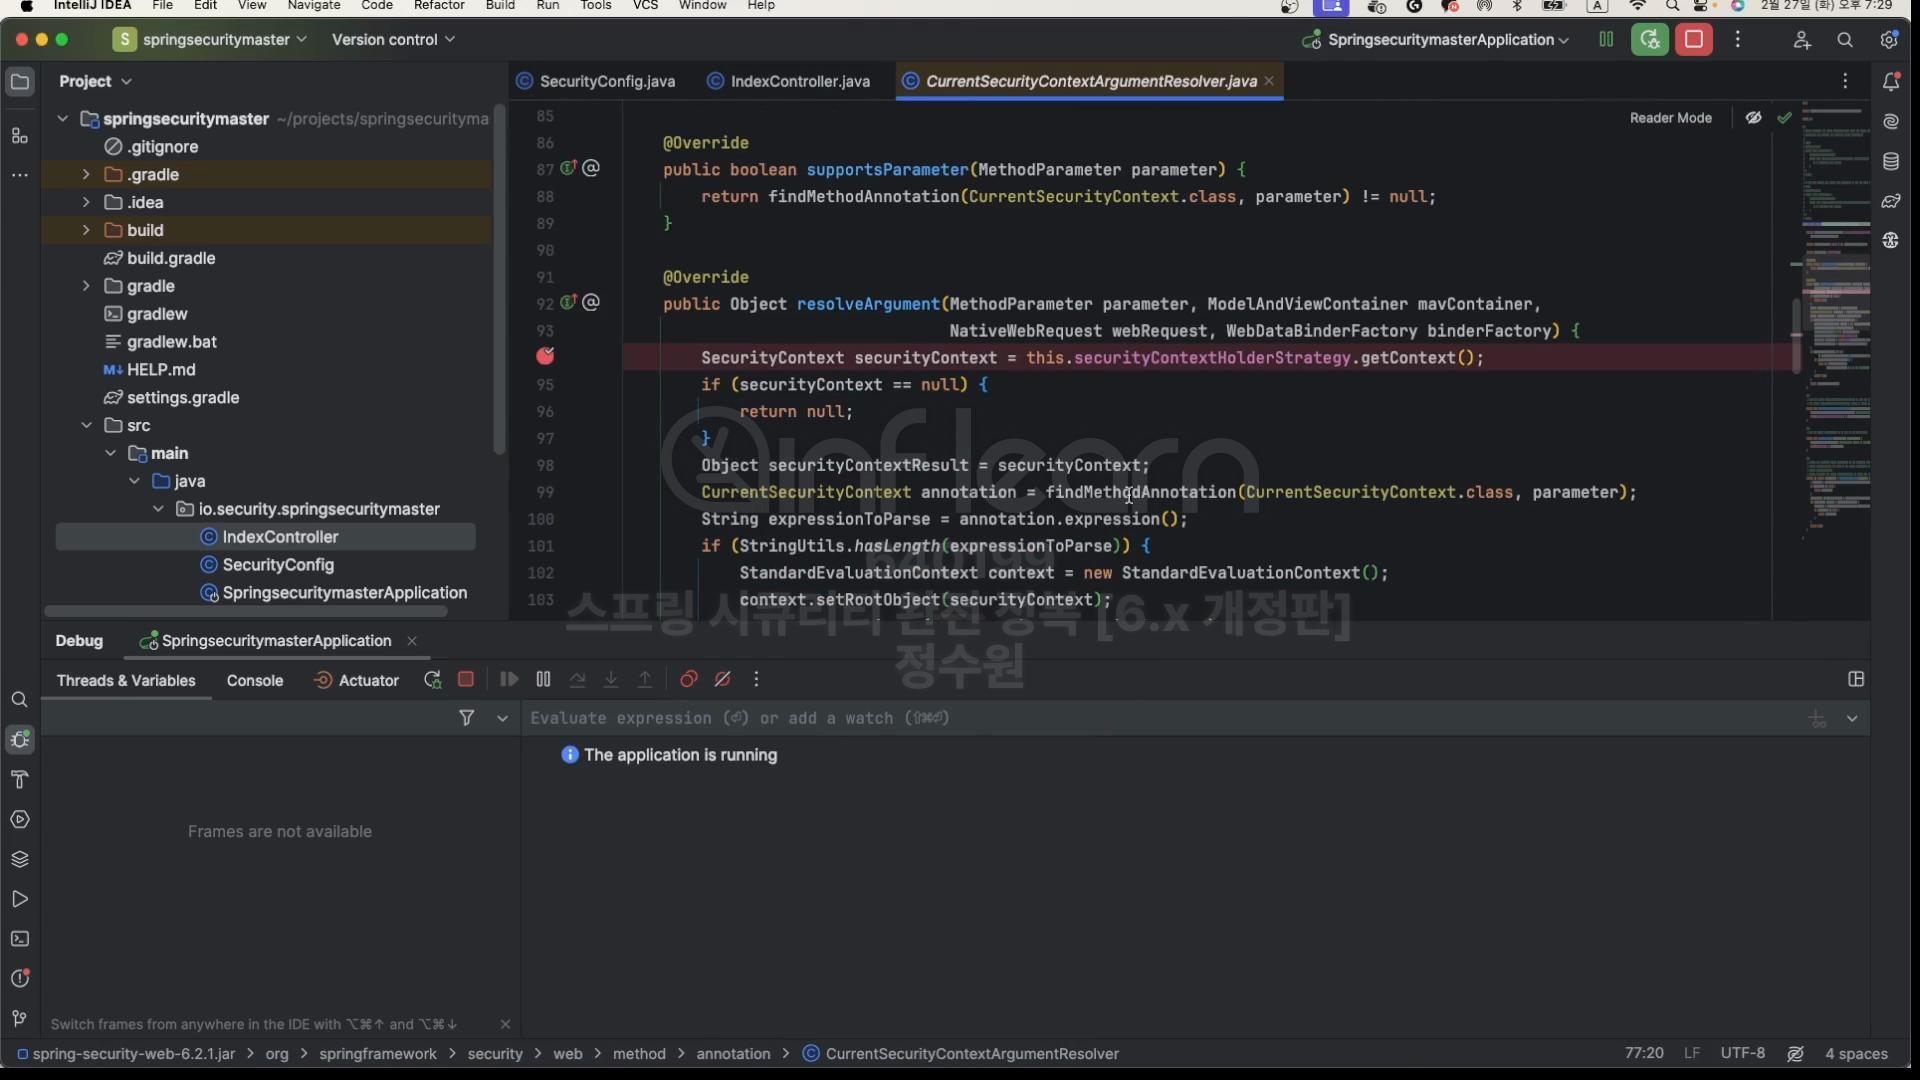 IntelliJ IDEA File Edit View Navigate Code Refactor Build Run Tools VCS Window Help A 2월 27일 (화) 오후 7:29
S springsecuritymaster Version control SpringsecuritymasterApplication
Project
springsecuritymaster ~/projects/springsecurityma
.gitignore
.gradle
.idea
build
build.gradle
gradle
gradlew
gradlew.bat
M↓ HELP.md
settings.gradle
src
main
java
io.security.springsecuritymaster
IndexController
SecurityConfig
SpringsecuritymasterApplication
SecurityConfig.java IndexController.java CurrentSecurityContextArgumentResolver.java
Reader Mode
85
86 @Override
87 public boolean supportsParameter(MethodParameter parameter) {
88 return findMethodAnnotation(CurrentSecurityContext.class, parameter) != null;
89 }
90
91 @Override
92 public Object resolveArgument(MethodParameter parameter, ModelAndViewContainer mavContainer,
93 NativeWebRequest webRequest, WebDataBinderFactory binderFactory) {
SecurityContext securityContext = this.securityContextHolderStrategy.getContext();
95 if (securityContext == null) {
96 return null;
97 }
98 Object securityContextResult = securityContext;
99 CurrentSecurityContext annotation = findMethodAnnotation(CurrentSecurityContext.class, parameter);
100 String expressionToParse = annotation.expression();
101 if (StringUtils.hasLength(expressionToParse)) {
102 StandardEvaluationContext context = new StandardEvaluationContext();
103 context.setRootObject(securityContext);
inflearn
640199
스프링 시큐리티 완전 정복 [6.x 개정판]
정수원
Debug SpringsecuritymasterApplication
Threads & Variables Console Actuator
Evaluate expression (⏎) or add a watch (⇧⌘⏎)
The application is running
Frames are not available
Switch frames from anywhere in the IDE with ⌥⌘↑ and ⌥⌘↓
spring-security-web-6.2.1.jar > org > springframework > security > web > method > annotation > CurrentSecurityContextArgumentResolver 77:20 LF UTF-8 4 spaces